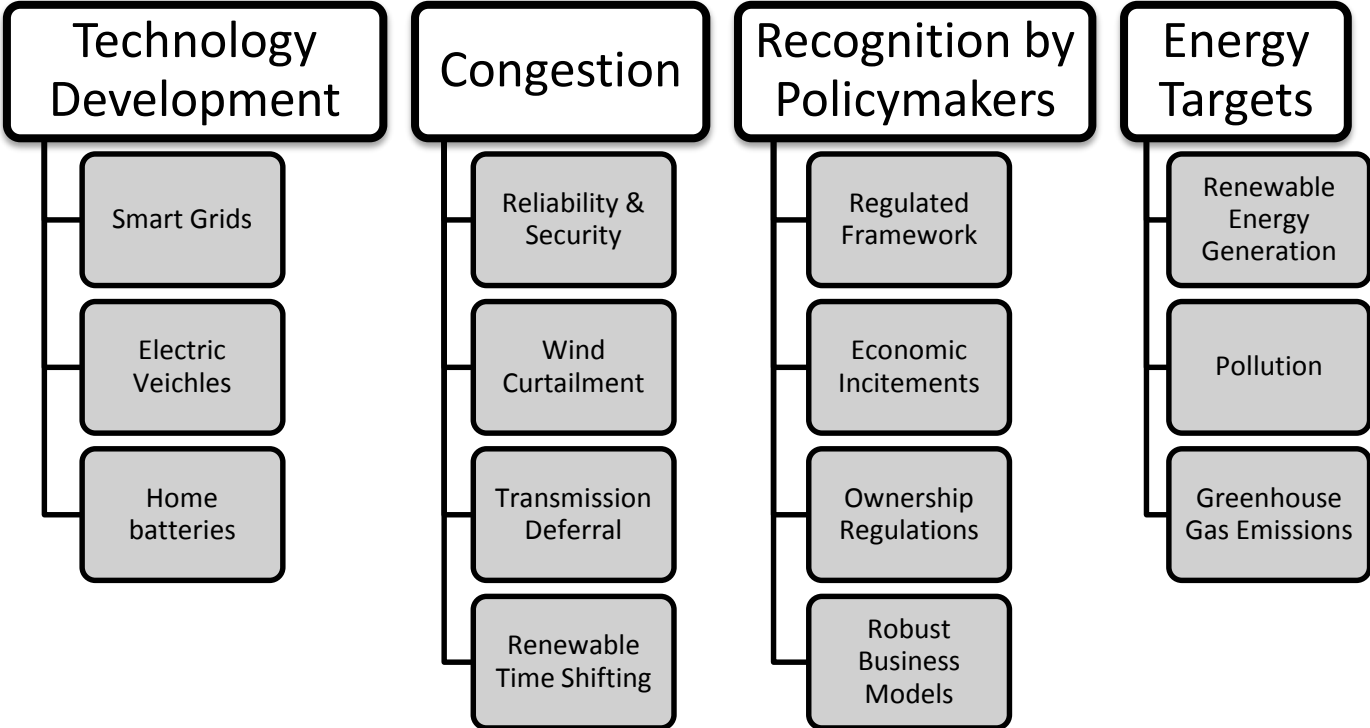 Technology
Development
Smart Grids
Electric
Veichles
Home
batteries
Congestion
Reliability &
Security
Wind
Curtailment
Transmission
Deferral
Renewable
Time Shifting
Recognition by
Policymakers
Regulated
Framework
Economic
Incitements
Ownership
Regulations
Robust
Business
Models
Energy
Targets
Renewable
Energy
Generation
Pollution
Greenhouse
Gas Emissions